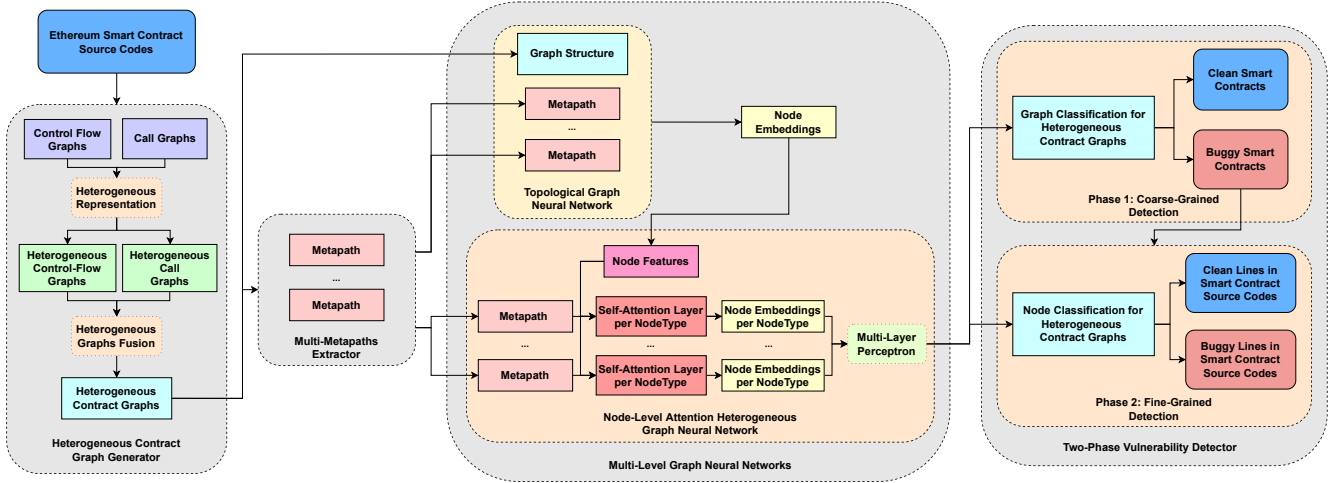 Ethereum Smart Contract
Source Codes
Control Flow
Graphs
Call Graphs
Heterogeneous
Representation
Heterogeneous
Control-Flow
Graphs
Heterogeneous
Call
Graphs
Heterogeneous
Graphs Fusion
Heterogeneous
Contract Graphs
Heterogeneous Contract
Graph Generator
Metapath
...
Metapath
Multi-Metapaths
Extractor
Graph Structure
Metapath
...
Metapath
Topological Graph
Neural Network
Node
Embeddings
Node Features
Metapath
...
Metapath
Self-Attention Layer
per NodeType
...
Self-Attention Layer
per NodeType
Node Embeddings
per NodeType
...
Node Embeddings
per NodeType
Multi-Layer
Perceptron
Node-Level Attention Heterogeneous
Graph Neural Network
Multi-Level Graph Neural Networks
Graph Classification for
Heterogeneous
Contract Graphs
Clean Smart
Contracts
Buggy Smart
Contracts
Phase 1: Coarse-Grained
Detection
Node Classification for
Heterogeneous
Contract Graphs
Clean Lines in
Smart Contract
Source Codes
Buggy Lines in
Smart Contract
Source Codes
Phase 2: Fine-Grained
Detection
Two-Phase Vulnerability Detector